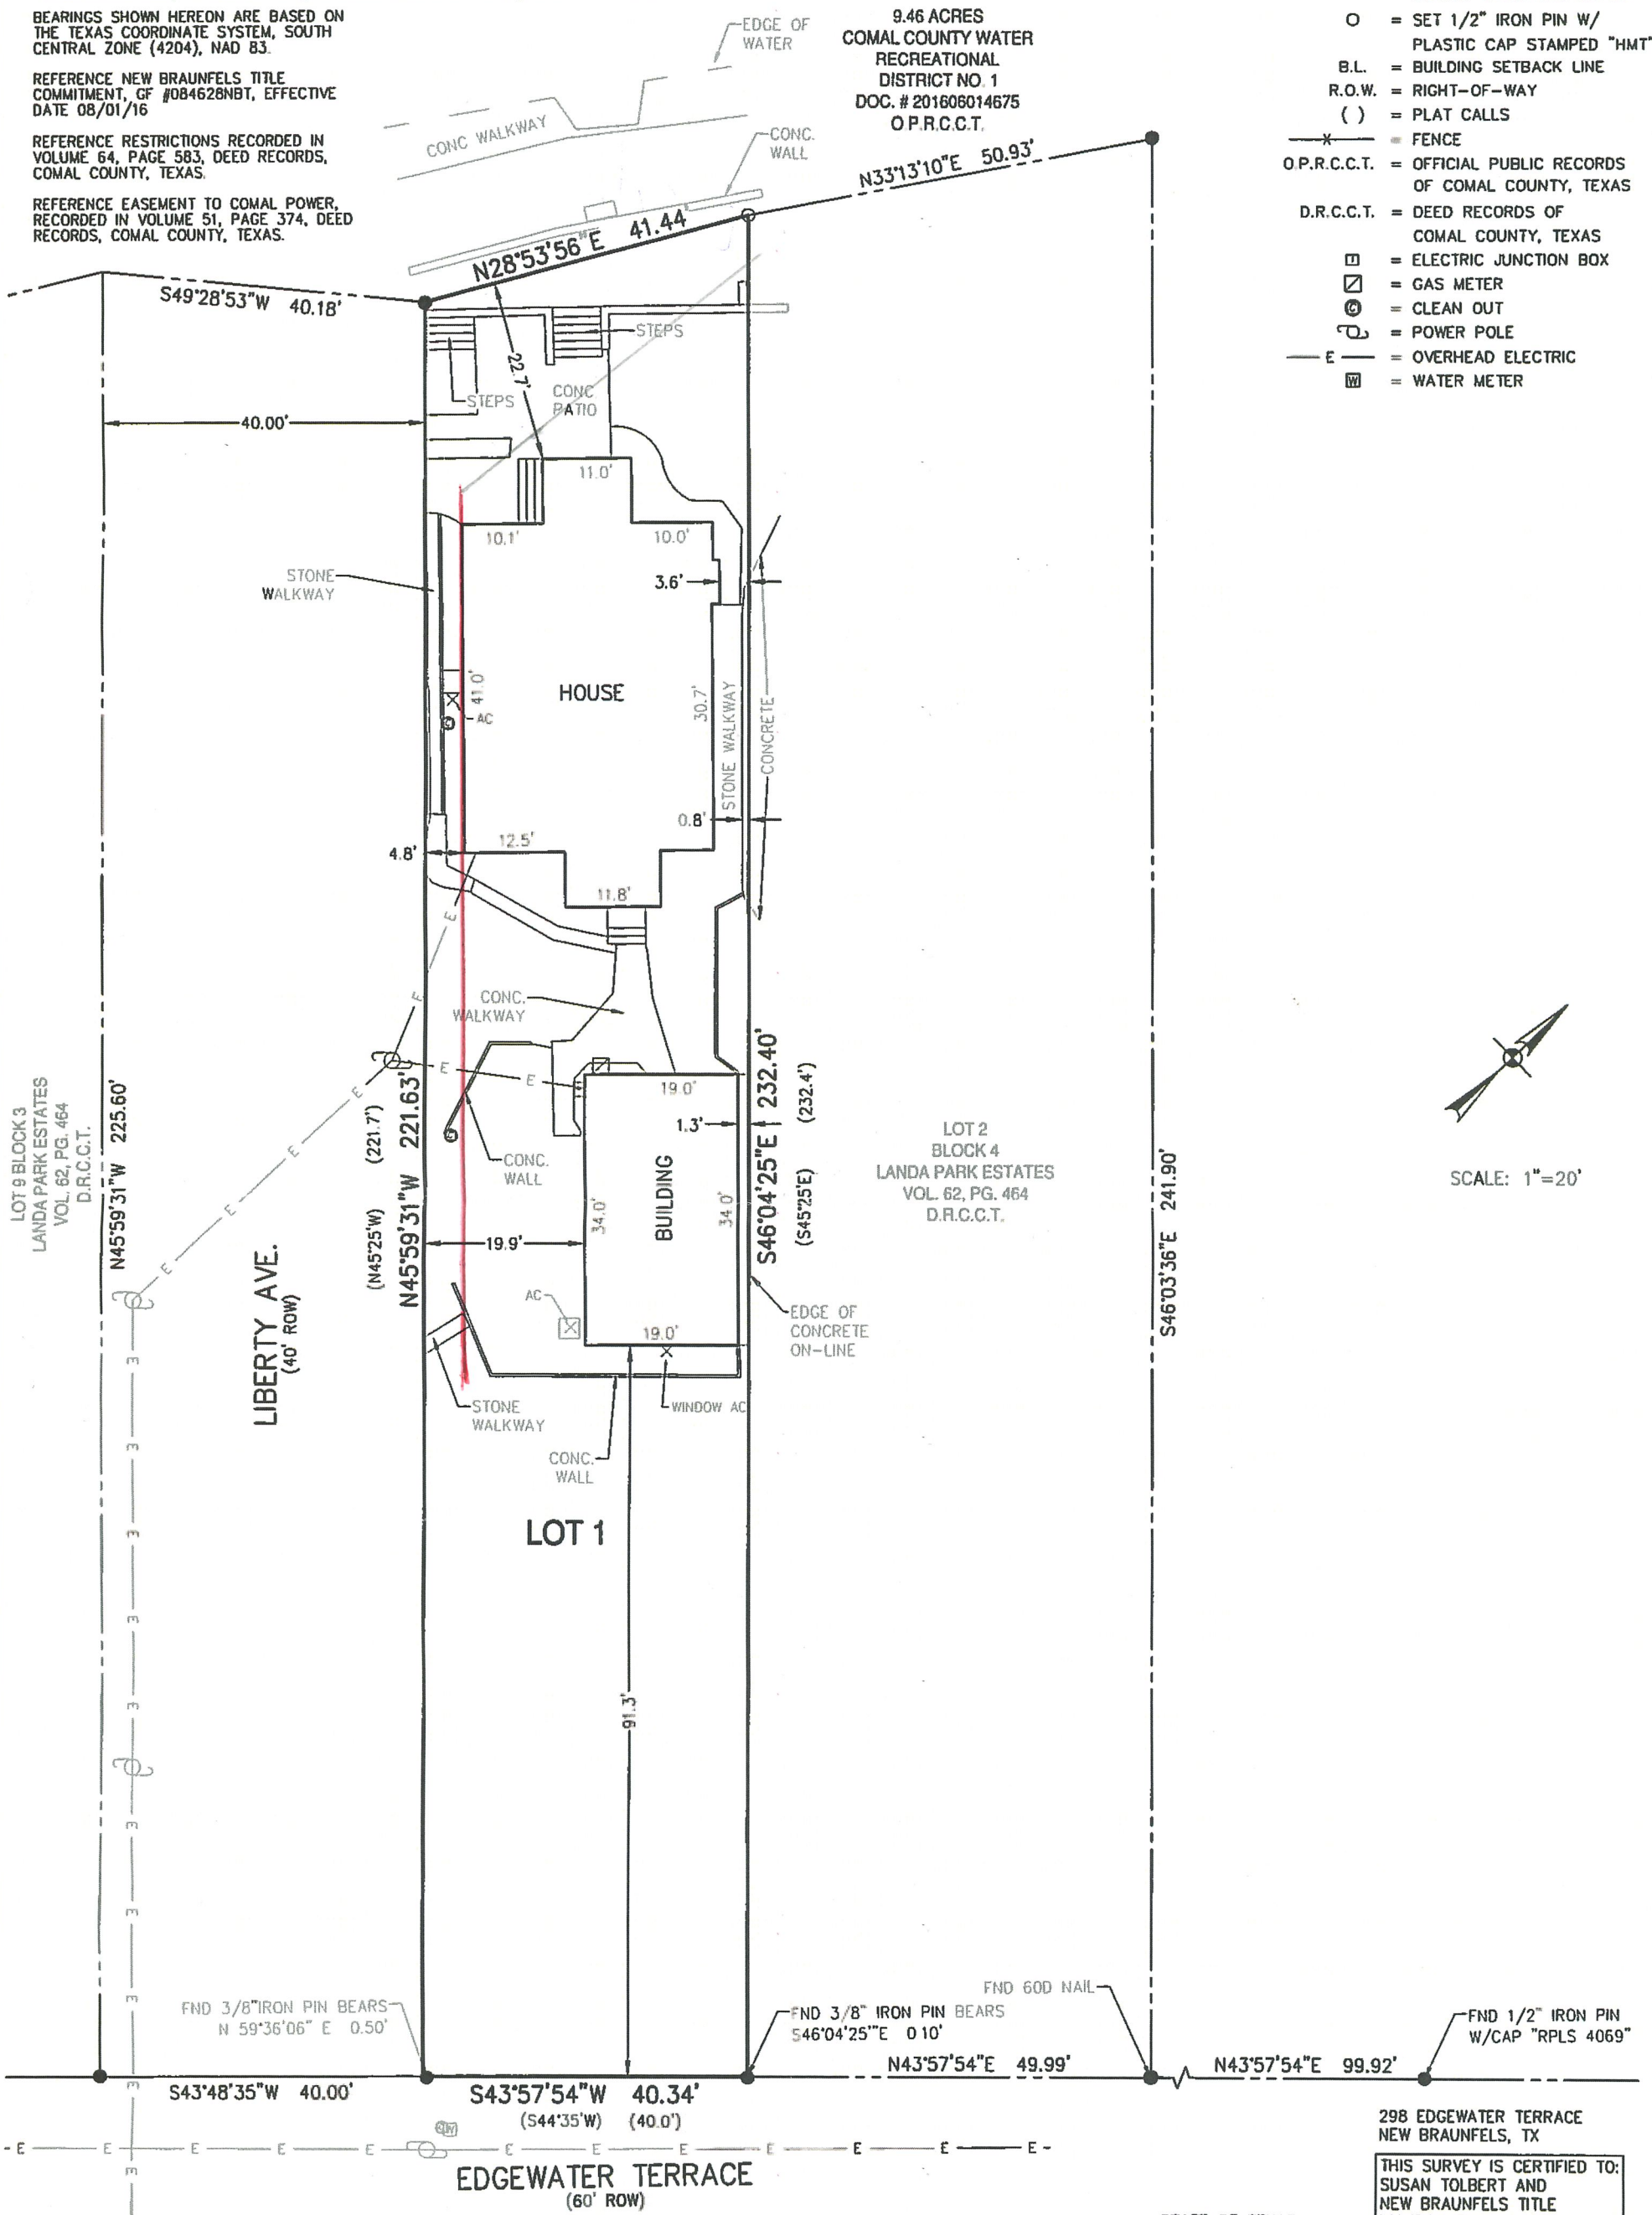 BEARINGS SHOWN HEREON ARE BASED ON
THE TEXAS COORDINATE SYSTEM, SOUTH
CENTRAL ZONE (4204), NAD 83.
REFERENCE NEW BRAUNFELS TITLE
COMMITMENT, GF #084628NBT, EFFECTIVE
DATE 08/01/16
REFERENCE RESTRICTIONS RECORDED IN
VOLUME 64, PAGE 583, DEED RECORDS,
COMAL COUNTY, TEXAS.
REFERENCE EASEMENT TO COMAL POWER,
RECORDED IN VOLUME 51, PAGE 374, DEED
RECORDS, COMAL COUNTY, TEXAS.
EDGE OF
WATER
9.46 ACRES
COMAL COUNTY WATER
RECREATIONAL
DISTRICT NO. 1
DOC. # 201606014675
O.P.R.C.C.T.
O = SET 1/2" IRON PIN W/
PLASTIC CAP STAMPED "HMT"
B.L. = BUILDING SETBACK LINE
R.O.W. = RIGHT-OF-WAY
( ) = PLAT CALLS
x = FENCE
O.P.R.C.C.T. = OFFICIAL PUBLIC RECORDS
OF COMAL COUNTY, TEXAS
D.R.C.C.T. = DEED RECORDS OF
COMAL COUNTY, TEXAS
= ELECTRIC JUNCTION BOX
= GAS METER
C = CLEAN OUT
= POWER POLE
E = OVERHEAD ELECTRIC
W = WATER METER
CONC WALKWAY
CONC.
WALL
N33°13'10"E 50.93'
N28°53'56"E 41.44'
S49°28'53"W 40.18'
STEPS
22.7'
STEPS
CONC
PATIO
40.00'
11.0'
10.1'
10.0'
STONE
WALKWAY
3.6'
41.0'
HOUSE
30.7'
STONE WALKWAY
CONCRETE
AC
C
0.8'
12.5'
4.8'
11.8'
E
E
CONC.
WALKWAY
E
E
19.0'
1.3'
LOT 9 BLOCK 3
LANDA PARK ESTATES
VOL. 62, PG. 464
D.R.C.C.T.
N45°59'31"W 225.60'
(N45°25'W) (221.7')
N45°59'31"W 221.63'
CONC.
WALL
BUILDING
34.0'
34.0'
S46°04'25"E 232.40'
(S45°25'E) (232.4')
LOT 2
BLOCK 4
LANDA PARK ESTATES
VOL. 62, PG. 464
D.R.C.C.T.
S46°03'36"E 241.90'
SCALE: 1"=20'
E
E
E
E
LIBERTY AVE.
(40' ROW)
19.9'
AC
19.0'
EDGE OF
CONCRETE
ON-LINE
E
STONE
WALKWAY
WINDOW AC
E
CONC.
WALL
LOT 1
E
E
E
91.3'
E
E
E
E
FND 3/8"IRON PIN BEARS
N 59°36'06" E 0.50'
FND 60D NAIL
FND 3/8" IRON PIN BEARS
S46°04'25"E 0.10'
FND 1/2" IRON PIN
W/CAP "RPLS 4069"
N43°57'54"E 49.99'
N43°57'54"E 99.92'
S43°48'35"W 40.00'
E
S43°57'54"W 40.34'
(S44°35'W) (40.0')
W
E E E E E E E E E E E
EDGEWATER TERRACE
(60' ROW)
E
298 EDGEWATER TERRACE
NEW BRAUNFELS, TX
THIS SURVEY IS CERTIFIED TO:
SUSAN TOLBERT AND
NEW BRAUNFELS TITLE